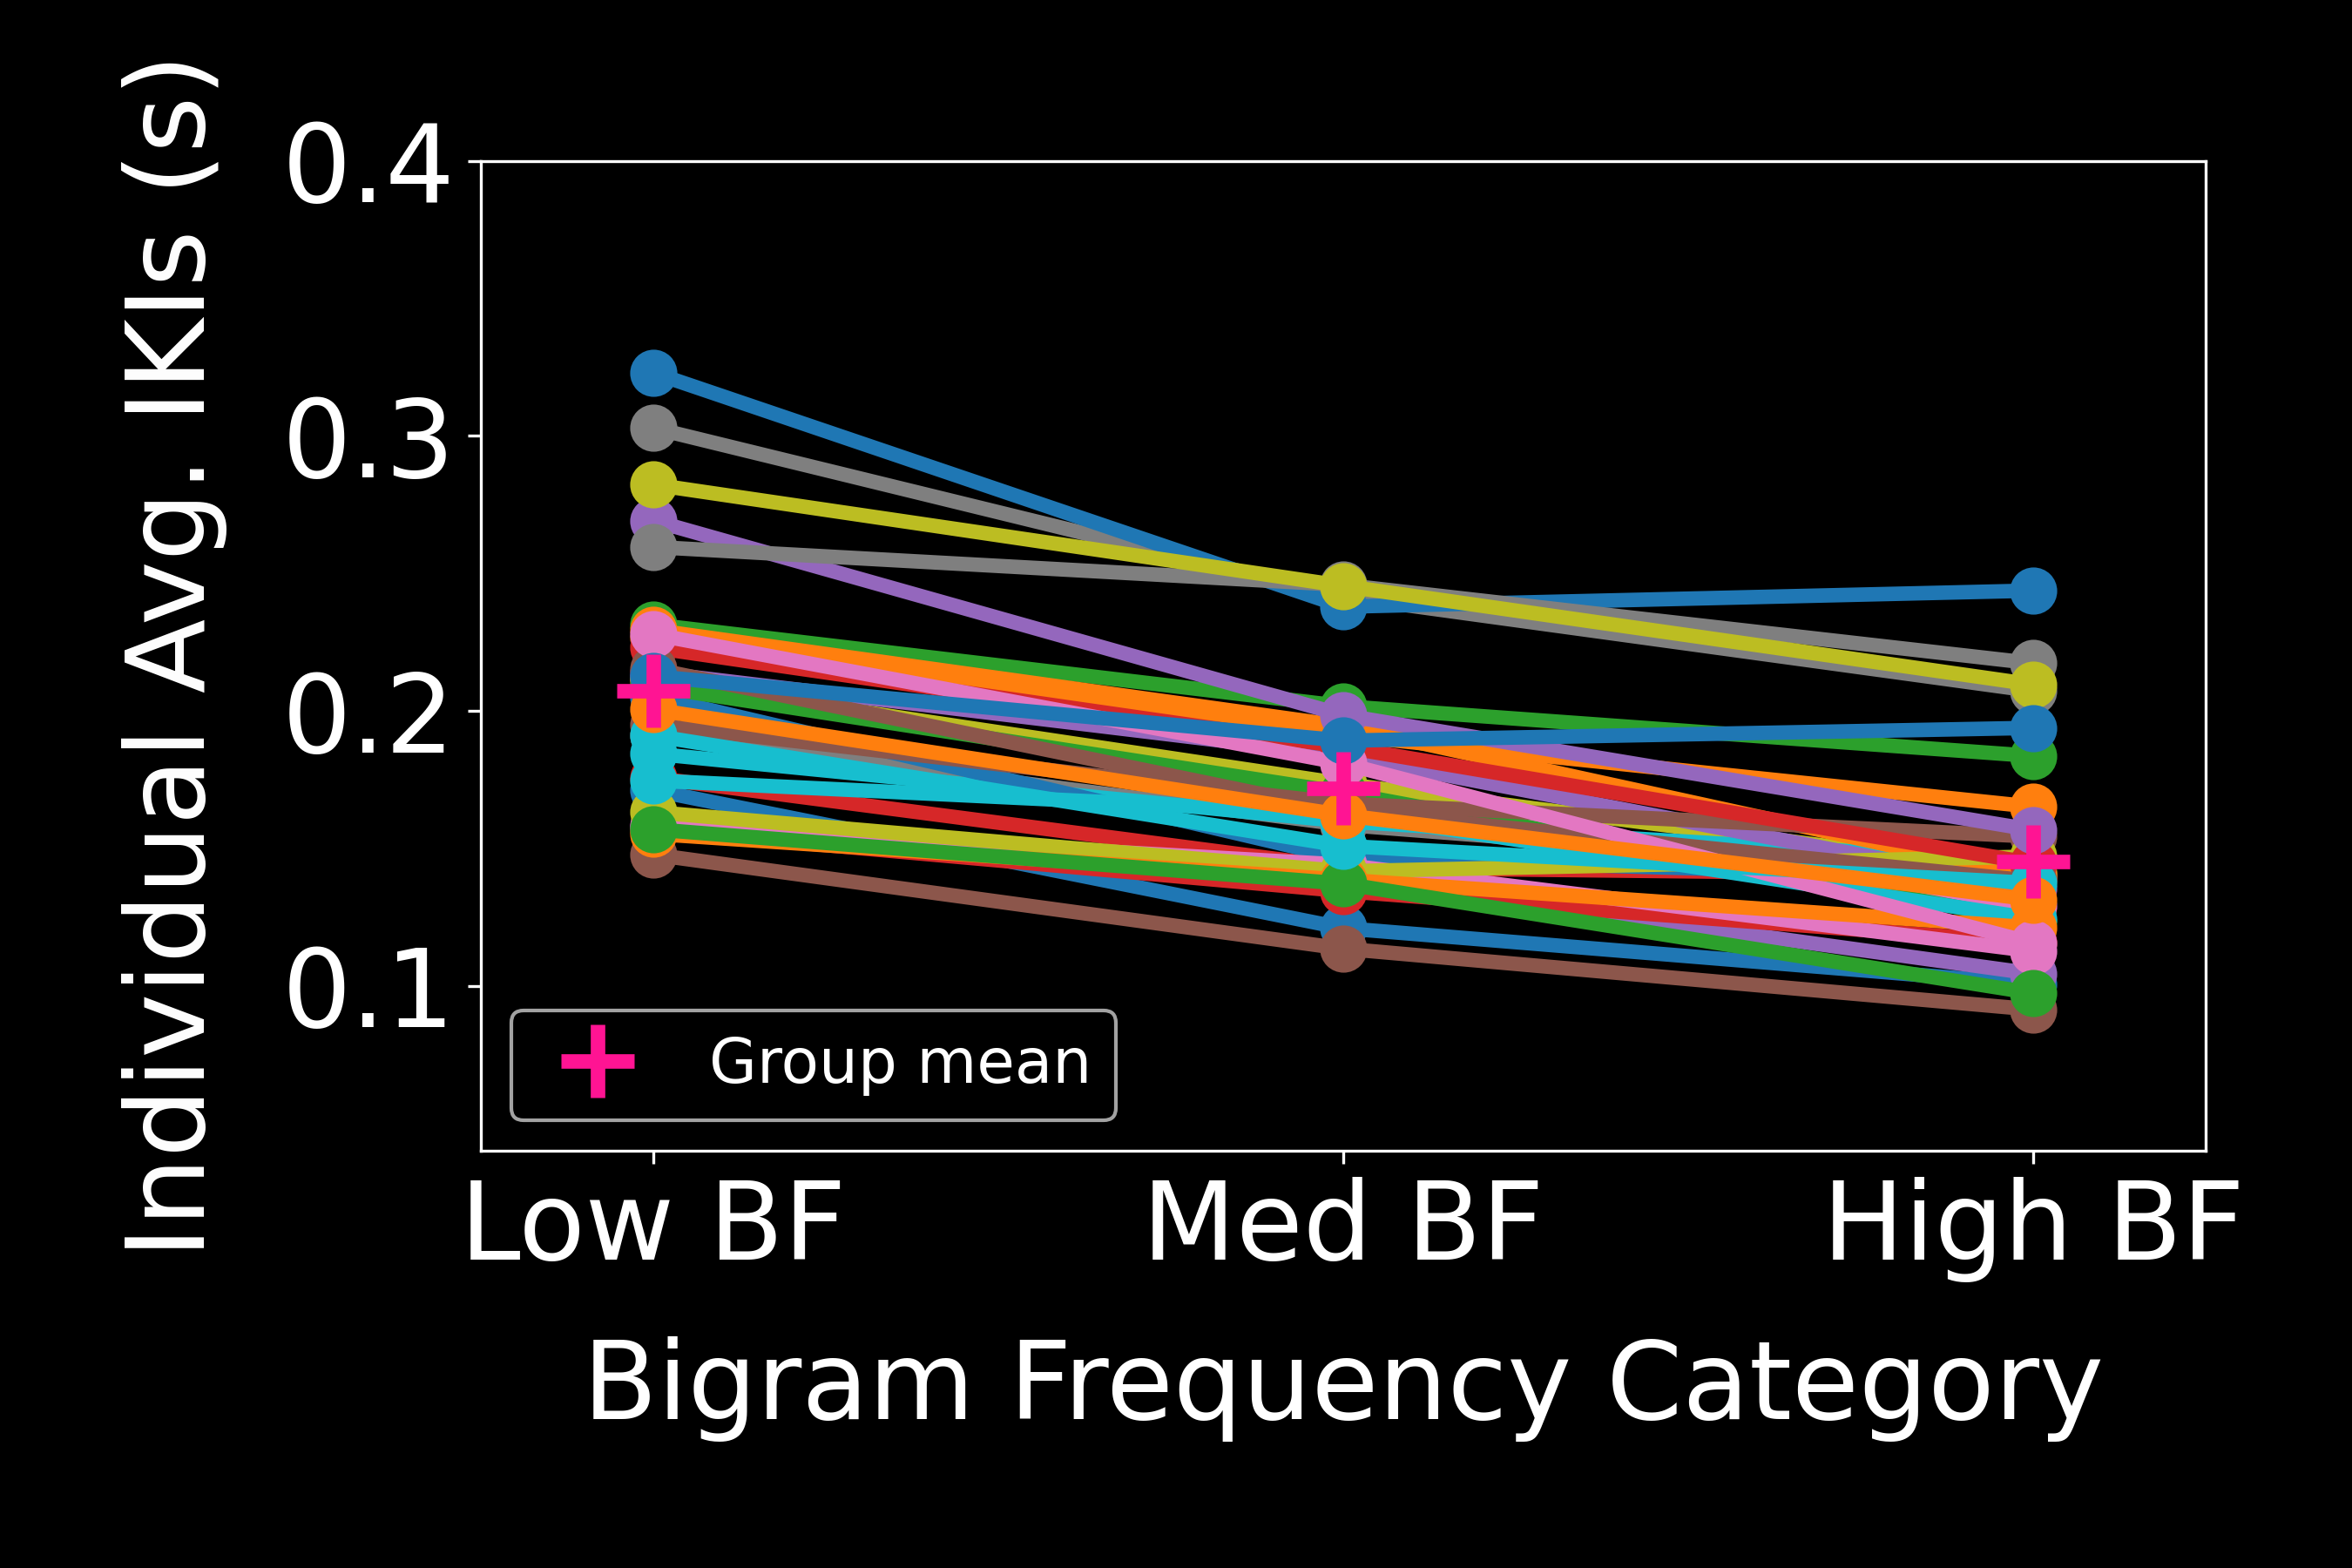 Individual Avg. IKIs (s)
0.4
0.3
0.2
0.1
Group mean
Low BF
Med BF
High BF
Bigram Frequency Category